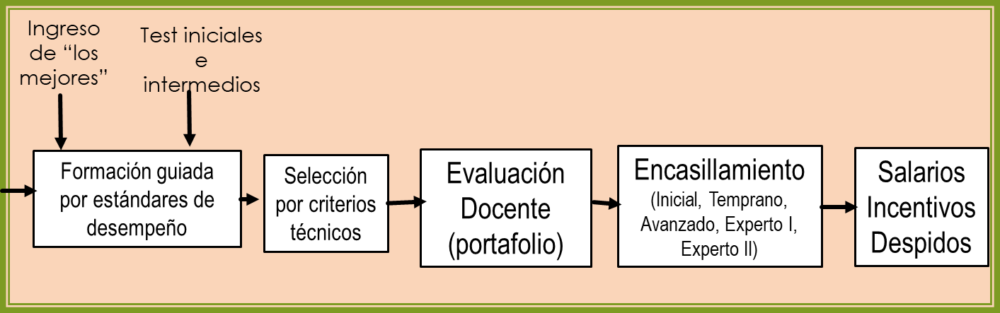 Ingreso
de “los
mejores”
Test iniciales
e
intermedios
Formación guiada
por estándares de
desempeño
Selección
por criterios
técnicos
Evaluación
Docente
(portafolio)
Encasillamiento
(Inicial, Temprano,
Avanzado, Experto I,
Experto II)
Salarios
Incentivos
Despidos